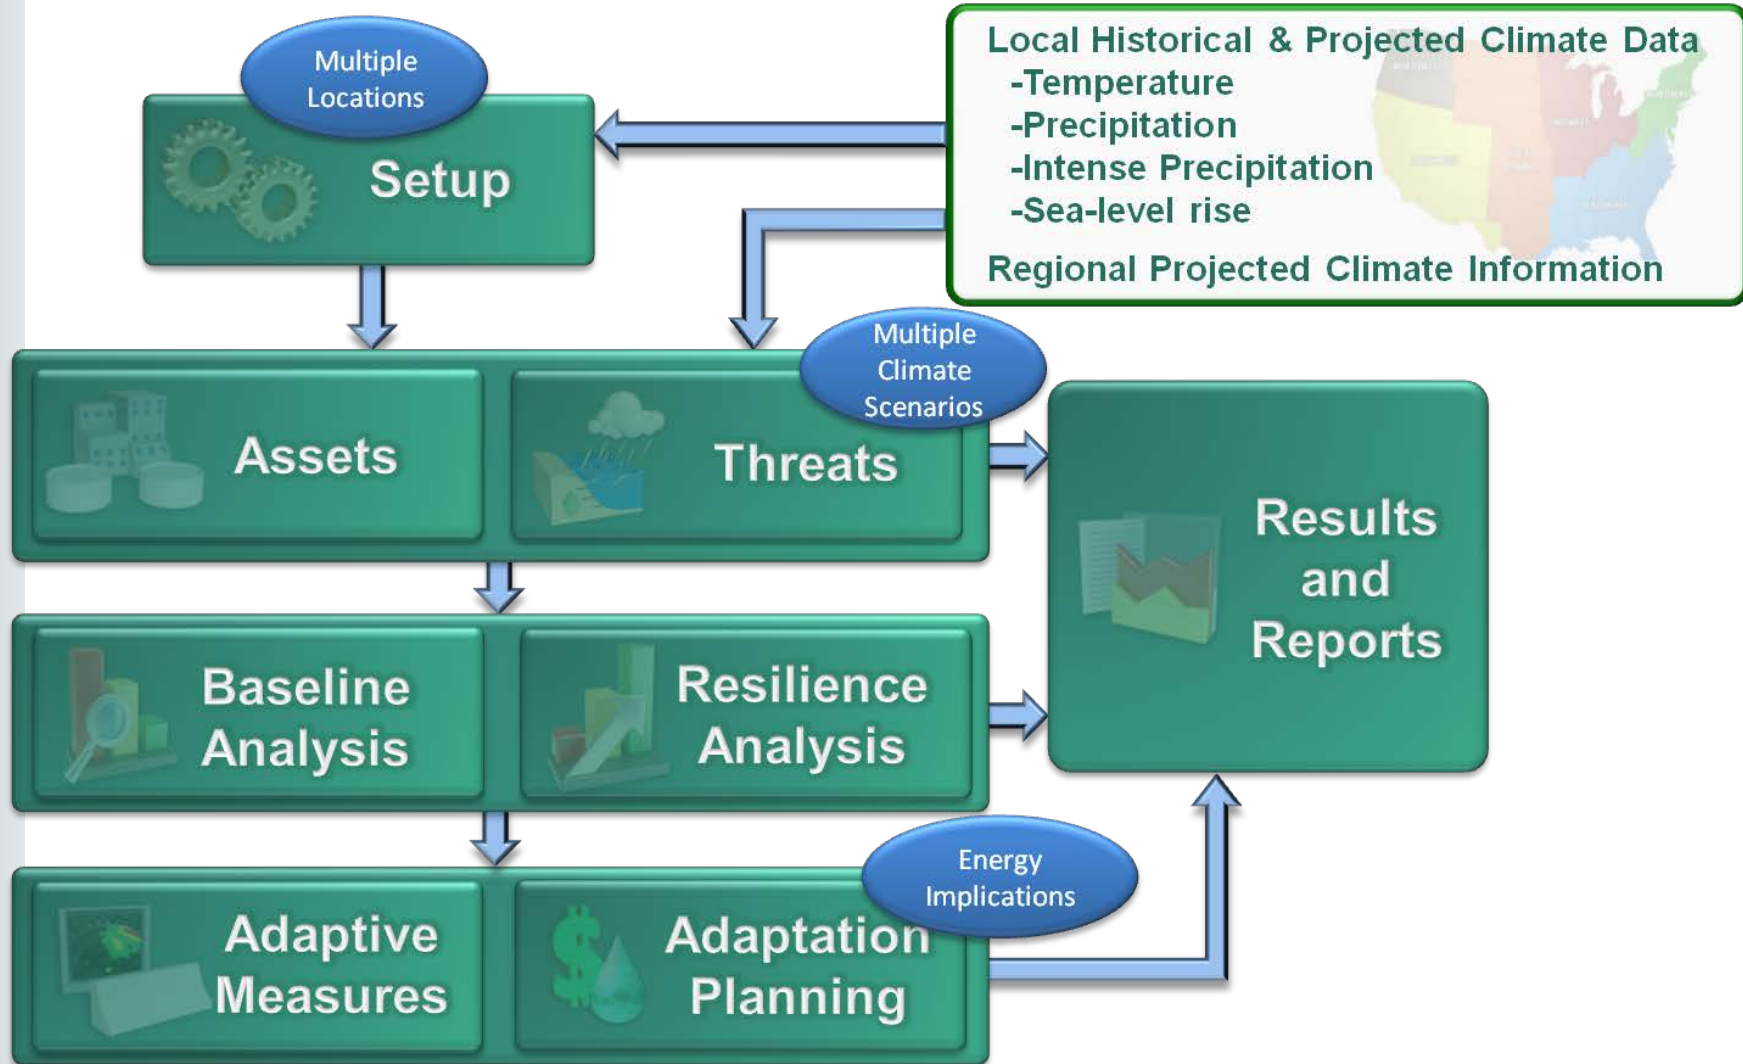 Multiple
Locations
Setup
Local Historical & Projected Climate Data
-Temperature
-Precipitation
-Intense Precipitation
-Sea-level rise
Regional Projected Climate Information
Multiple
Climate
Scenarios
Assets
Threats
Results
and
Reports
Baseline
Analysis
Resilience
Analysis
Energy
Implications
Adaptive
Measures
Adaptation
Planning